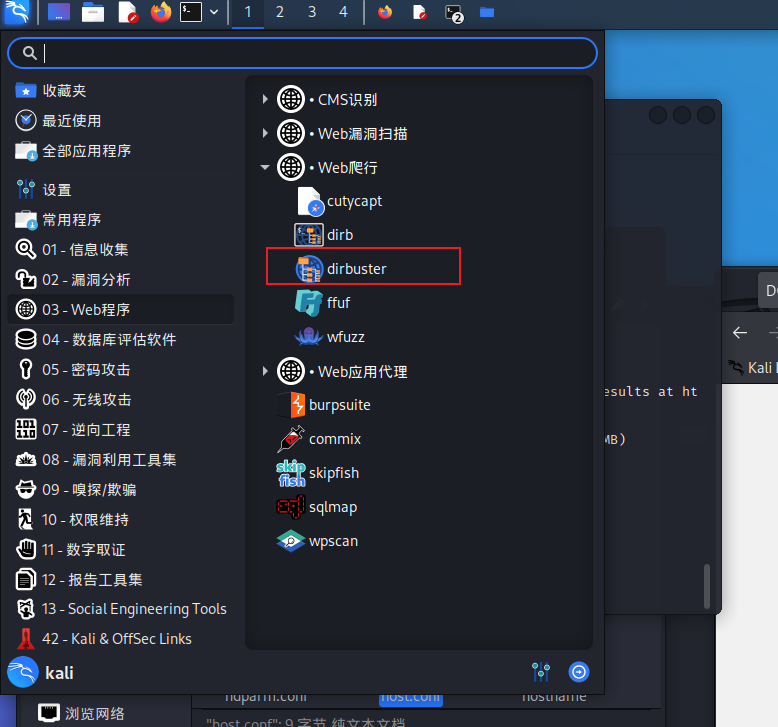 1 2 3 4
2
收藏夹
最近使用
全部应用程序
设置
常用程序
01 - 信息收集
02 - 漏洞分析
03 - Web程序
04 - 数据库评估软件
05 - 密码攻击
06 - 无线攻击
07 - 逆向工程
08 - 漏洞利用工具集
09 - 嗅探/欺骗
10 - 权限维持
11 - 数字取证
12 - 报告工具集
13 - Social Engineering Tools
42 - Kali & OffSec Links
• CMS识别
• Web漏洞扫描
• Web爬行
cutycapt
dirb
dirbuster
ffuf
wfuzz
• Web应用代理
burpsuite
commix
skip fish
skipfish
sql
sqlmap
wpscan
esults at ht
MB)
Kali
kali
浏览网络
hdparm.conf
host.conf
hostname
"host.conf": 9 字节 纯文本文档